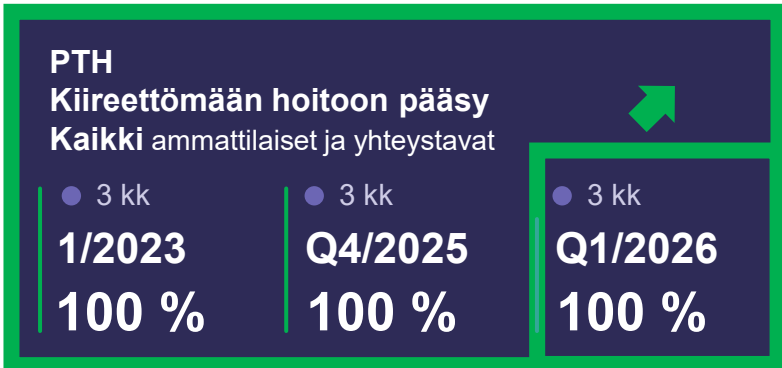 PTH
Kiireettömään hoitoon pääsy
Kaikki ammattilaiset ja yhteystavat
3 kk 3 kk 3 kk
1/2023 Q4/2025 Q1/2026
100 % 100 % 100 %